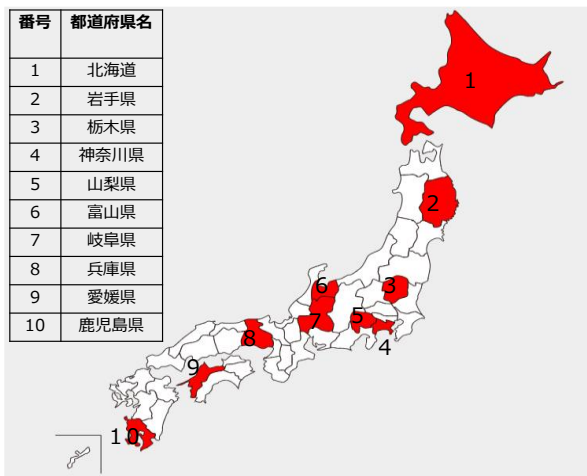 番号 都道府県名
1 北海道
2 岩手県
3 栃木県
4 神奈川県
5 山梨県
6 富山県
7 岐阜県
8 兵庫県
9 愛媛県
10 鹿児島県
1
2
6
3
7
5
8
4
9
10